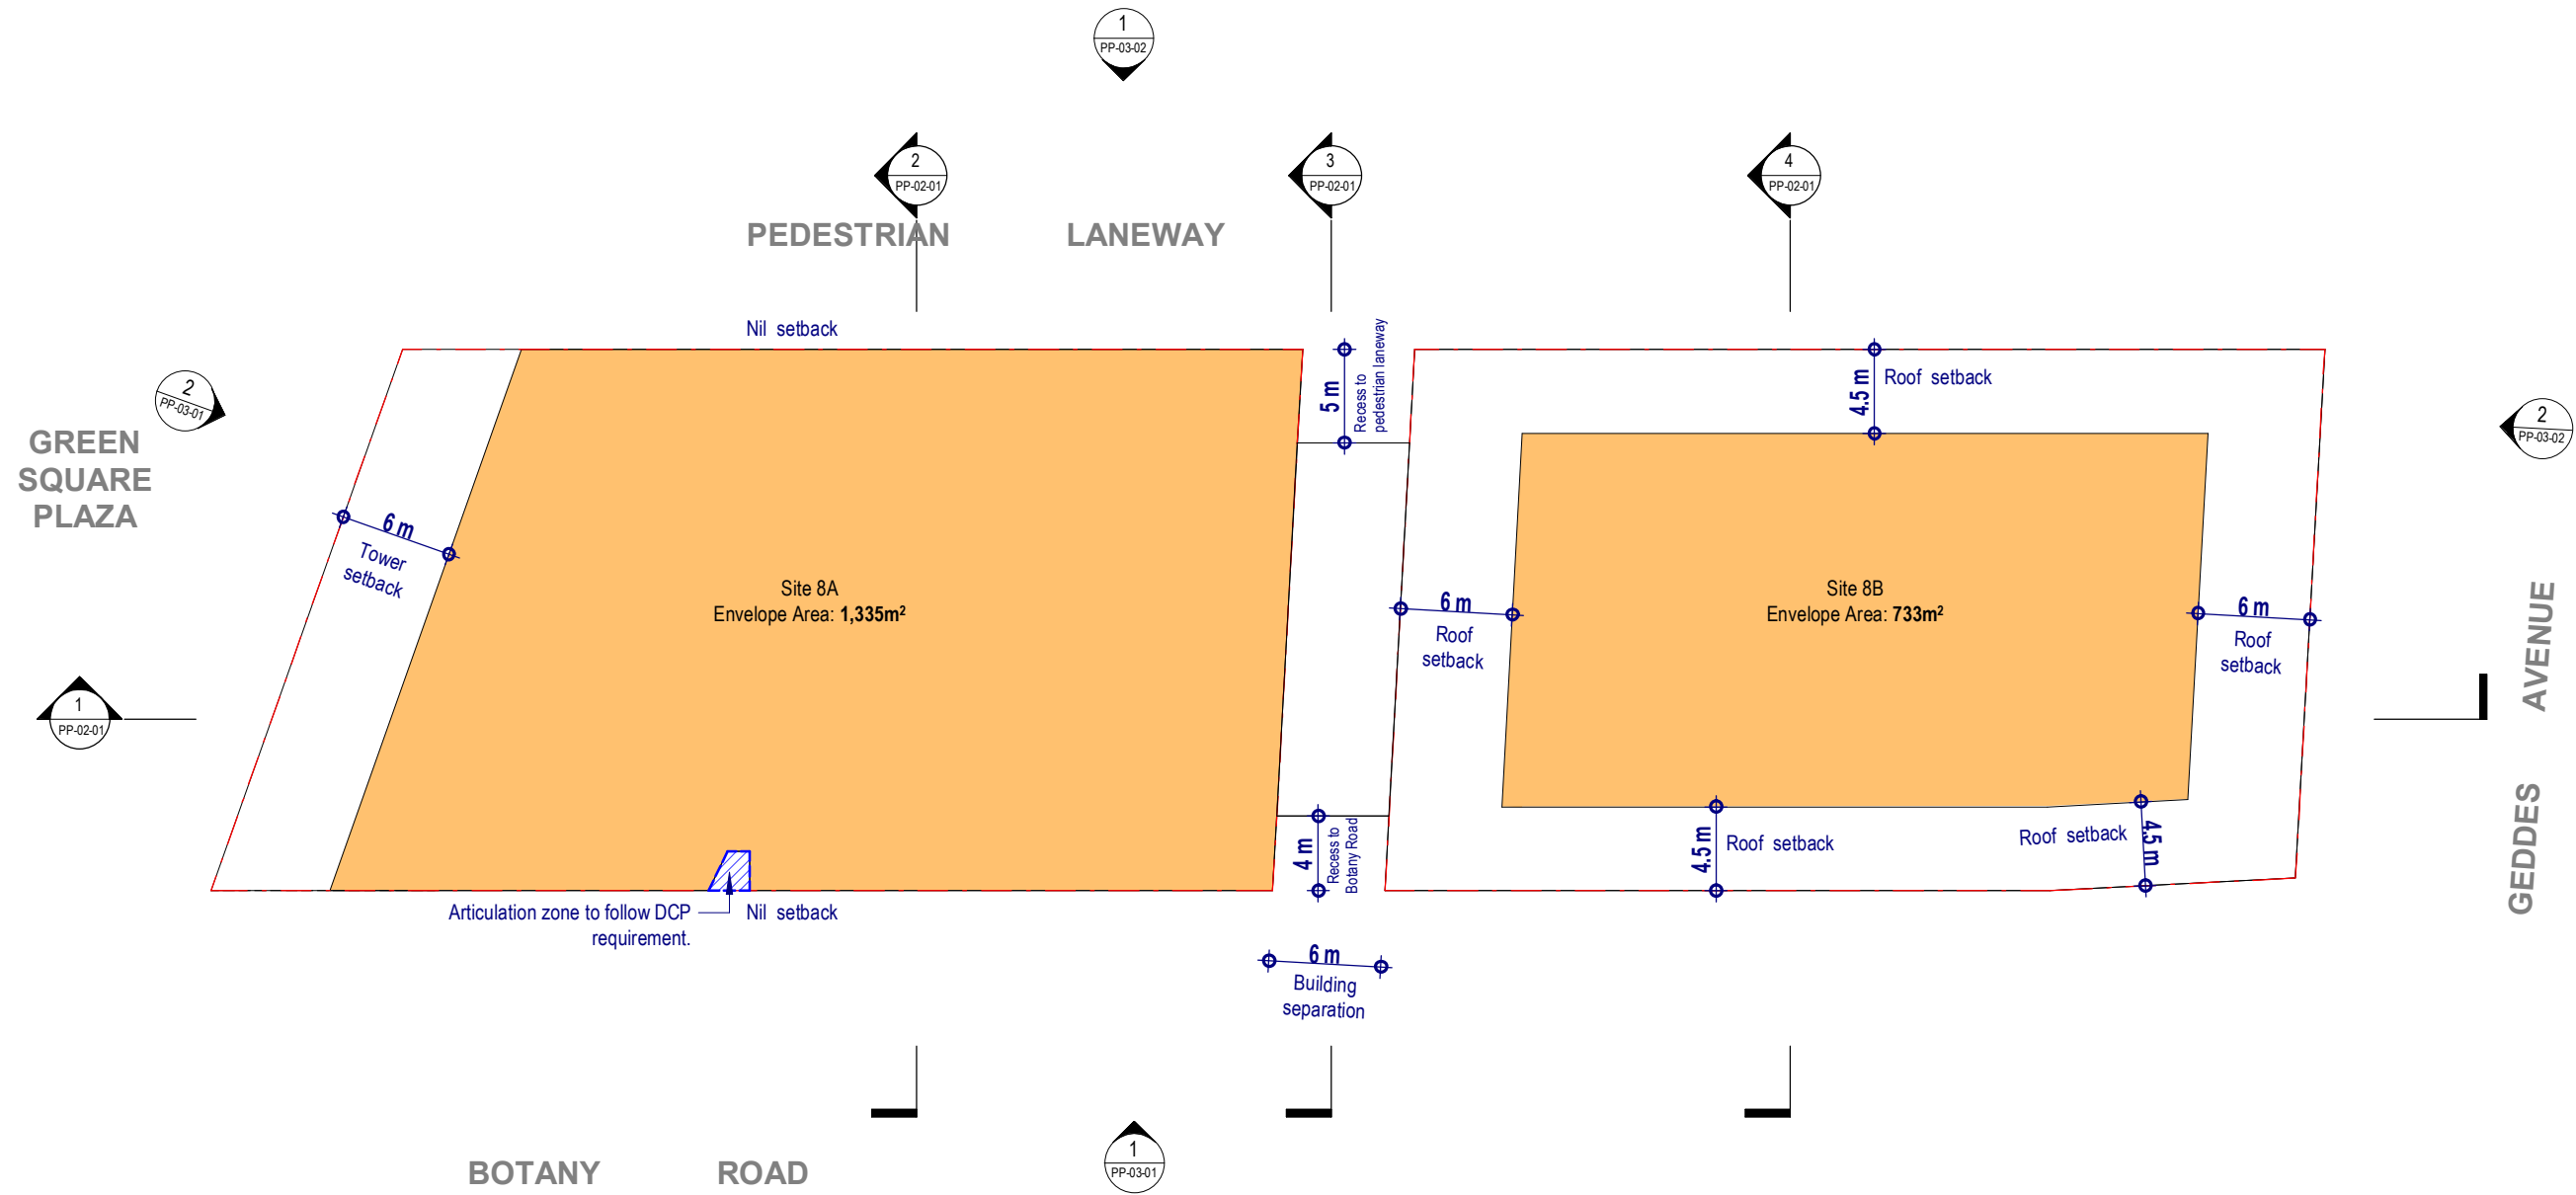 1
PP-03-02
2
PP-02-01
3
PP-02-01
4
PP-02-01
PEDESTRIAN LANEWAY
Nil setback
5 m
Recess to
pedestrian laneway
4.5 m
Roof setback
2
PP-03-01
GREEN
SQUARE
PLAZA
2
PP-03-02
6 m
Tower
setback
Site 8A
Envelope Area: 1,335m²
6 m
Roof
setback
Site 8B
Envelope Area: 733m²
6 m
Roof
setback
GEDDES AVENUE
1
PP-02-01
4 m
Recess to
Botany Road
4.5 m
Roof setback
Roof setback
4.5 m
Articulation zone to follow DCP
requirement.
Nil setback
6 m
Building
separation
BOTANY ROAD
1
PP-03-01